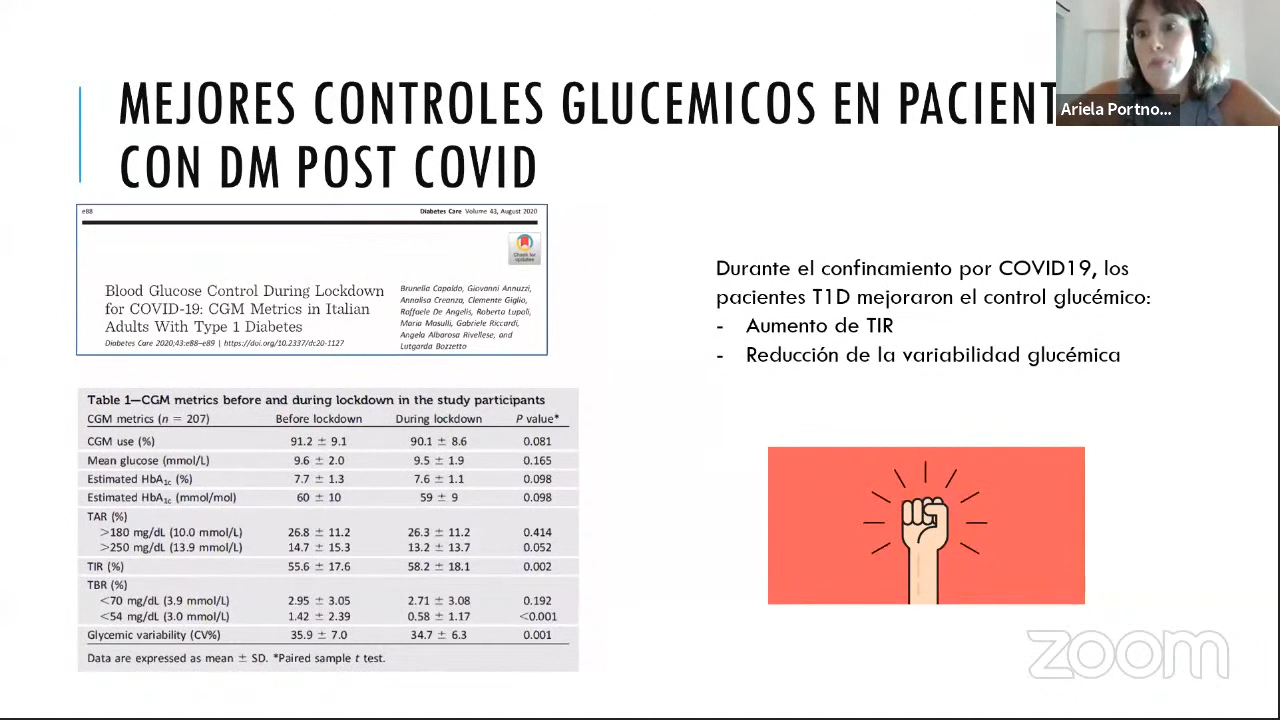 MEJORES CONTROLES GLUCEMICOS EN PACIENT
CON DM POST COVID
Ariela Portno...
e88
Diabetes Care Volume 43, August 2020
Check for
updates
Blood Glucose Control During Lockdown
for COVID-19: CGM Metrics in Italian
Adults With Type 1 Diabetes
Diabetes Care 2020;43:e88–e89 | https://doi.org/10.2337/dc20-1127
Brunella Capaldo, Giovanni Annuzzi,
Annalisa Creanza, Clemente Giglio,
Raffaele De Angelis, Roberta Lupoli,
Maria Masulli, Gabriele Riccardi,
Angela Albarosa Rivellese, and
Lutgarda Bozzetto
Durante el confinamiento por COVID19, los
pacientes T1D mejoraron el control glucémico:
- Aumento de TIR
- Reducción de la variabilidad glucémica
Table 1—CGM metrics before and during lockdown in the study participants
CGM metrics (n = 207) Before lockdown During lockdown P value*
CGM use (%) 91.2 ± 9.1 90.1 ± 8.6 0.081
Mean glucose (mmol/L) 9.6 ± 2.0 9.5 ± 1.9 0.165
Estimated HbA1c (%) 7.7 ± 1.3 7.6 ± 1.1 0.098
Estimated HbA1c (mmol/mol) 60 ± 10 59 ± 9 0.098
TAR (%)
>180 mg/dL (10.0 mmol/L) 26.8 ± 11.2 26.3 ± 11.2 0.414
>250 mg/dL (13.9 mmol/L) 14.7 ± 15.3 13.2 ± 13.7 0.052
TIR (%) 55.6 ± 17.6 58.2 ± 18.1 0.002
TBR (%)
<70 mg/dL (3.9 mmol/L) 2.95 ± 3.05 2.71 ± 3.08 0.192
<54 mg/dL (3.0 mmol/L) 1.42 ± 2.39 0.58 ± 1.17 <0.001
Glycemic variability (CV%) 35.9 ± 7.0 34.7 ± 6.3 0.001
Data are expressed as mean ± SD. *Paired sample t test.
zoom